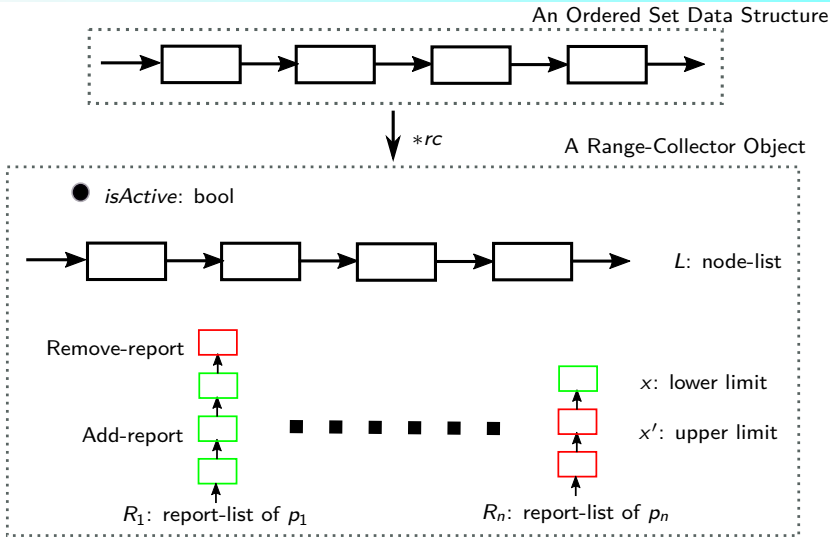 An Ordered Set Data Structure
*rc
A Range-Collector Object
isActive: bool
L: node-list
Remove-report
x: lower limit
Add-report
x′: upper limit
R₁: report-list of p₁
Rₙ: report-list of pₙ